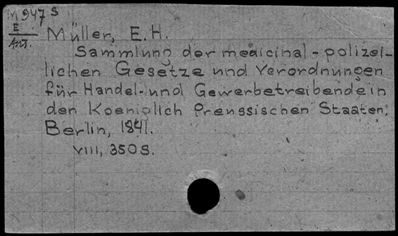 M 947 S
E
Anz.
Müller, E.H.
Sammlung der medicinal-polizei-
lichen Gesetze und Verordnungen
für Handel-und Gewerbetreibende in
den Koeniglich Preussischen Staaten;
Berlin, 1841.
VIII, 350 S.